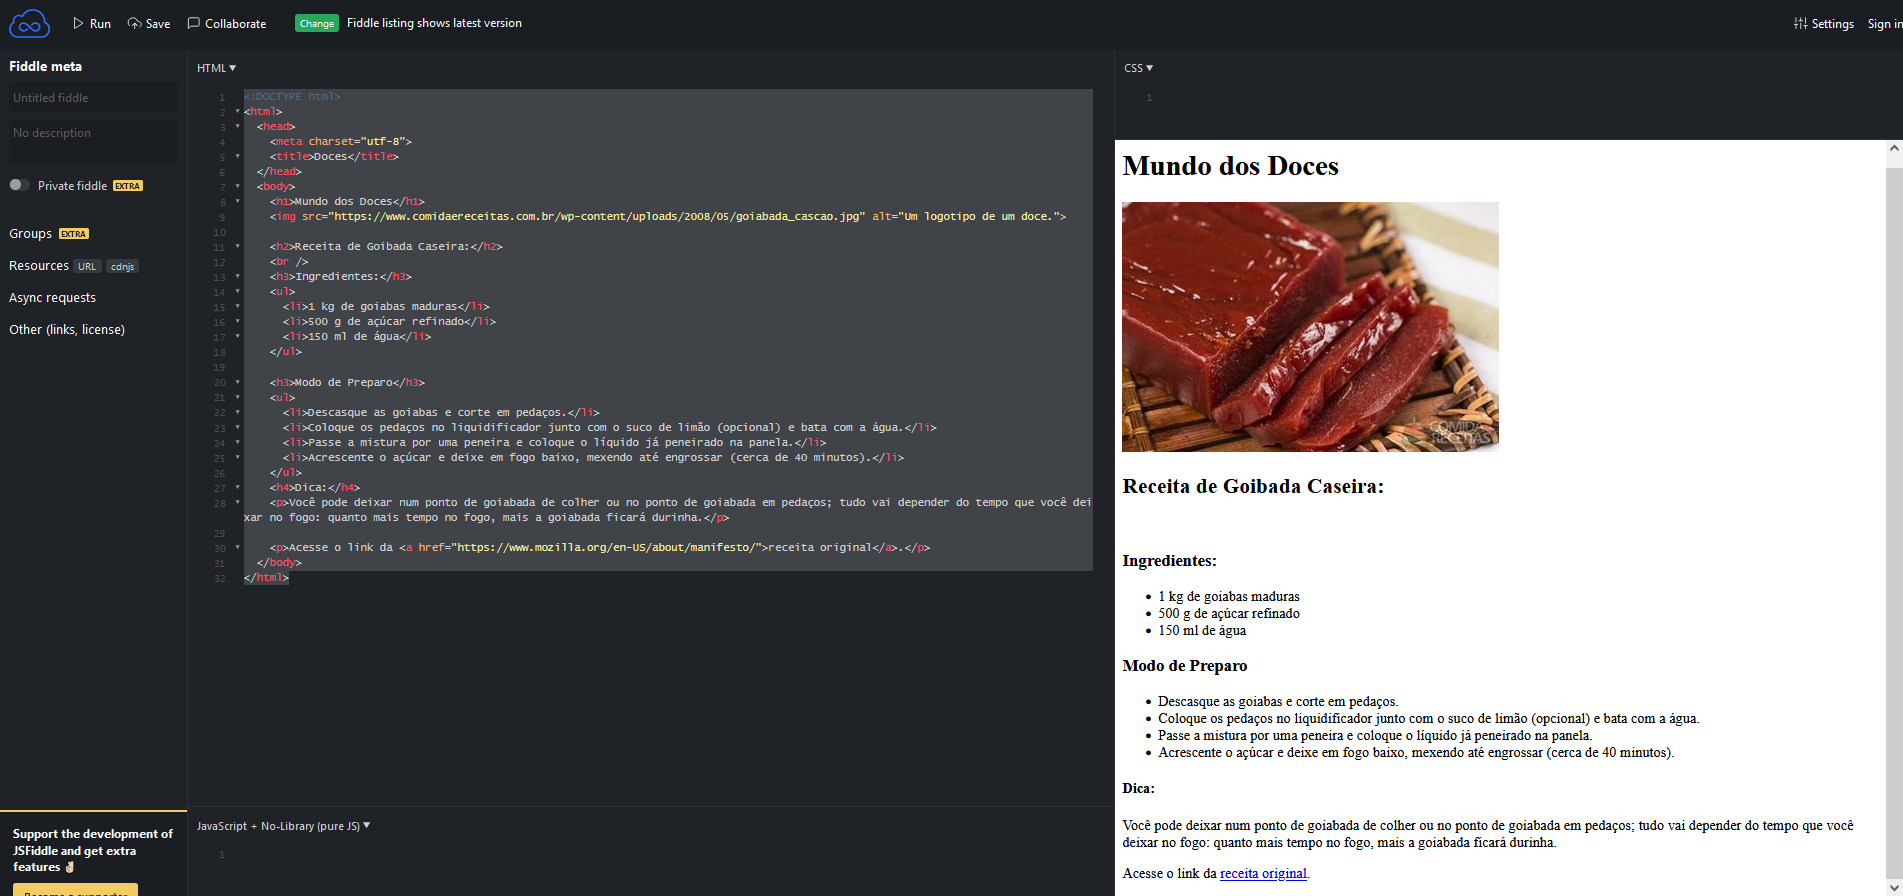 Run Save Collaborate Change Fiddle listing shows latest version Settings Sign in
Fiddle meta
Untitled fiddle
No description
Private fiddle EXTRA
Groups EXTRA
Resources URL cdnjs
Async requests
Other (links, license)
Support the development of
JSFiddle and get extra
features
Become a supporter
HTML
1 <!DOCTYPE html>
2 <html>
3 <head>
4 <meta charset="utf-8">
5 <title>Doces</title>
6 </head>
7 <body>
8 <h1>Mundo dos Doces</h1>
9 <img src="https://www.comidaereceitas.com.br/wp-content/uploads/2008/05/goiabada_cascao.jpg" alt="Um logotipo de um doce.">
10
11 <h2>Receita de Goibada Caseira:</h2>
12 <br />
13 <h3>Ingredientes:</h3>
14 <ul>
15 <li>1 kg de goiabas maduras</li>
16 <li>500 g de açúcar refinado</li>
17 <li>150 ml de água</li>
18 </ul>
19
20 <h3>Modo de Preparo</h3>
21 <ul>
22 <li>Descasque as goiabas e corte em pedaços.</li>
23 <li>Coloque os pedaços no liquidificador junto com o suco de limão (opcional) e bata com a água.</li>
24 <li>Passe a mistura por uma peneira e coloque o líquido já peneirado na panela.</li>
25 <li>Acrescente o açúcar e deixe em fogo baixo, mexendo até engrossar (cerca de 40 minutos).</li>
26 </ul>
27 <h4>Dica:</h4>
28 <p>Você pode deixar num ponto de goiabada de colher ou no ponto de goiabada em pedaços; tudo vai depender do tempo que você dei
xar no fogo: quanto mais tempo no fogo, mais a goiabada ficará durinha.</p>
29
30 <p>Acesse o link da <a href="https://www.mozilla.org/en-US/about/manifesto/">receita original</a>.</p>
31 </body>
32 </html>
JavaScript + No-Library (pure JS)
1
CSS
1
Mundo dos Doces
COMIDA
RECEITAS
Receita de Goibada Caseira:
Ingredientes:
• 1 kg de goiabas maduras
• 500 g de açúcar refinado
• 150 ml de água
Modo de Preparo
• Descasque as goiabas e corte em pedaços.
• Coloque os pedaços no liquidificador junto com o suco de limão (opcional) e bata com a água.
• Passe a mistura por uma peneira e coloque o líquido já peneirado na panela.
• Acrescente o açúcar e deixe em fogo baixo, mexendo até engrossar (cerca de 40 minutos).
Dica:
Você pode deixar num ponto de goiabada de colher ou no ponto de goiabada em pedaços; tudo vai depender do tempo que você
deixar no fogo: quanto mais tempo no fogo, mais a goiabada ficará durinha.
Acesse o link da receita original.